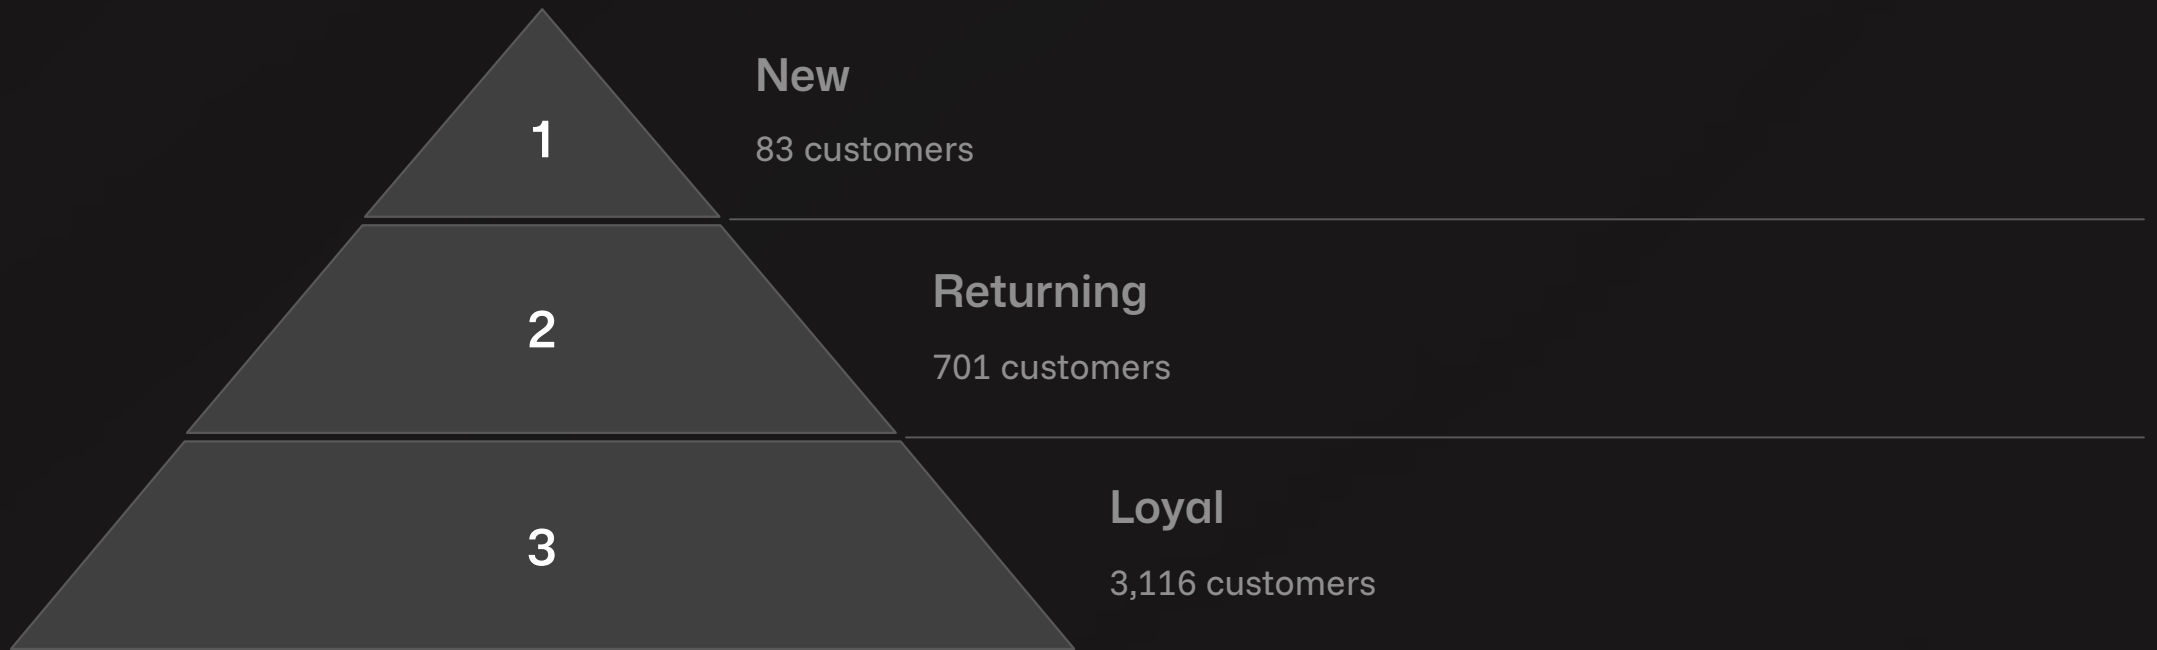 1
New
83 customers
2
Returning
701 customers
3
Loyal
3,116 customers